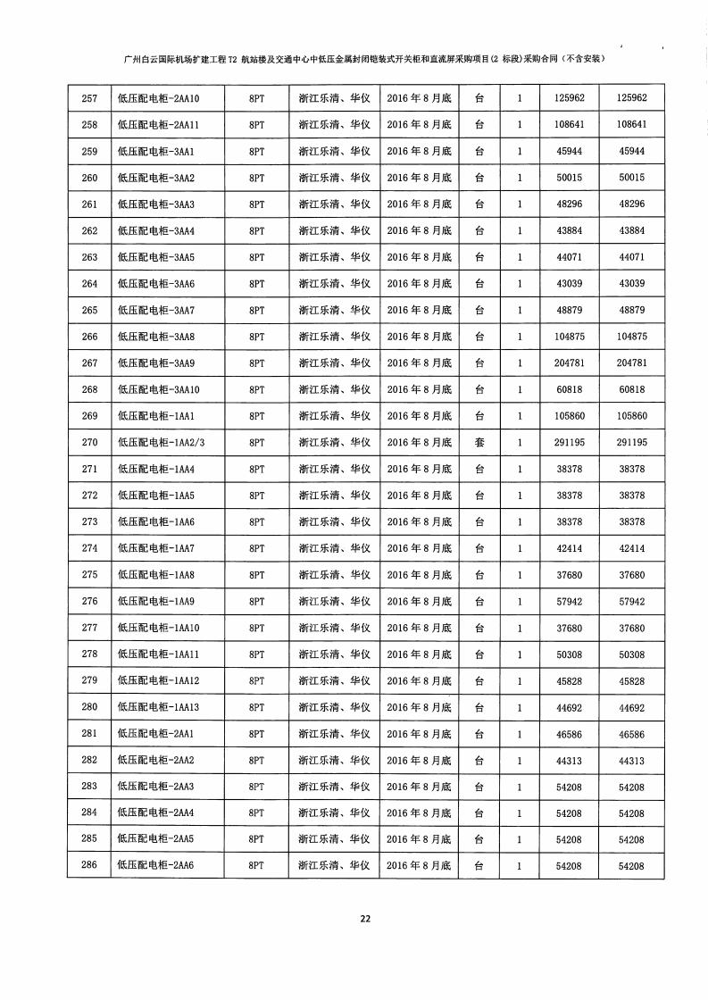 广州白云国际机场扩建工程 T2 航站楼及交通中心中低压金属封闭铠装式开关柜和直流屏采购项目(2 标段)采购合同（不含安装）
257 低压配电柜-2AA10 8PT 浙江乐清、华仪 2016 年 8 月底 台 1 125962 125962
258 低压配电柜-2AA11 8PT 浙江乐清、华仪 2016 年 8 月底 台 1 108641 108641
259 低压配电柜-3AA1 8PT 浙江乐清、华仪 2016 年 8 月底 台 1 45944 45944
260 低压配电柜-3AA2 8PT 浙江乐清、华仪 2016 年 8 月底 台 1 50015 50015
261 低压配电柜-3AA3 8PT 浙江乐清、华仪 2016 年 8 月底 台 1 48296 48296
262 低压配电柜-3AA4 8PT 浙江乐清、华仪 2016 年 8 月底 台 1 43884 43884
263 低压配电柜-3AA5 8PT 浙江乐清、华仪 2016 年 8 月底 台 1 44071 44071
264 低压配电柜-3AA6 8PT 浙江乐清、华仪 2016 年 8 月底 台 1 43039 43039
265 低压配电柜-3AA7 8PT 浙江乐清、华仪 2016 年 8 月底 台 1 48879 48879
266 低压配电柜-3AA8 8PT 浙江乐清、华仪 2016 年 8 月底 台 1 104875 104875
267 低压配电柜-3AA9 8PT 浙江乐清、华仪 2016 年 8 月底 台 1 204781 204781
268 低压配电柜-3AA10 8PT 浙江乐清、华仪 2016 年 8 月底 台 1 60818 60818
269 低压配电柜-1AA1 8PT 浙江乐清、华仪 2016 年 8 月底 台 1 105860 105860
270 低压配电柜-1AA2/3 8PT 浙江乐清、华仪 2016 年 8 月底 套 1 291195 291195
271 低压配电柜-1AA4 8PT 浙江乐清、华仪 2016 年 8 月底 台 1 38378 38378
272 低压配电柜-1AA5 8PT 浙江乐清、华仪 2016 年 8 月底 台 1 38378 38378
273 低压配电柜-1AA6 8PT 浙江乐清、华仪 2016 年 8 月底 台 1 38378 38378
274 低压配电柜-1AA7 8PT 浙江乐清、华仪 2016 年 8 月底 台 1 42414 42414
275 低压配电柜-1AA8 8PT 浙江乐清、华仪 2016 年 8 月底 台 1 37680 37680
276 低压配电柜-1AA9 8PT 浙江乐清、华仪 2016 年 8 月底 台 1 57942 57942
277 低压配电柜-1AA10 8PT 浙江乐清、华仪 2016 年 8 月底 台 1 37680 37680
278 低压配电柜-1AA11 8PT 浙江乐清、华仪 2016 年 8 月底 台 1 50308 50308
279 低压配电柜-1AA12 8PT 浙江乐清、华仪 2016 年 8 月底 台 1 45828 45828
280 低压配电柜-1AA13 8PT 浙江乐清、华仪 2016 年 8 月底 台 1 44692 44692
281 低压配电柜-2AA1 8PT 浙江乐清、华仪 2016 年 8 月底 台 1 46586 46586
282 低压配电柜-2AA2 8PT 浙江乐清、华仪 2016 年 8 月底 台 1 44313 44313
283 低压配电柜-2AA3 8PT 浙江乐清、华仪 2016 年 8 月底 台 1 54208 54208
284 低压配电柜-2AA4 8PT 浙江乐清、华仪 2016 年 8 月底 台 1 54208 54208
285 低压配电柜-2AA5 8PT 浙江乐清、华仪 2016 年 8 月底 台 1 54208 54208
286 低压配电柜-2AA6 8PT 浙江乐清、华仪 2016 年 8 月底 台 1 54208 54208
22